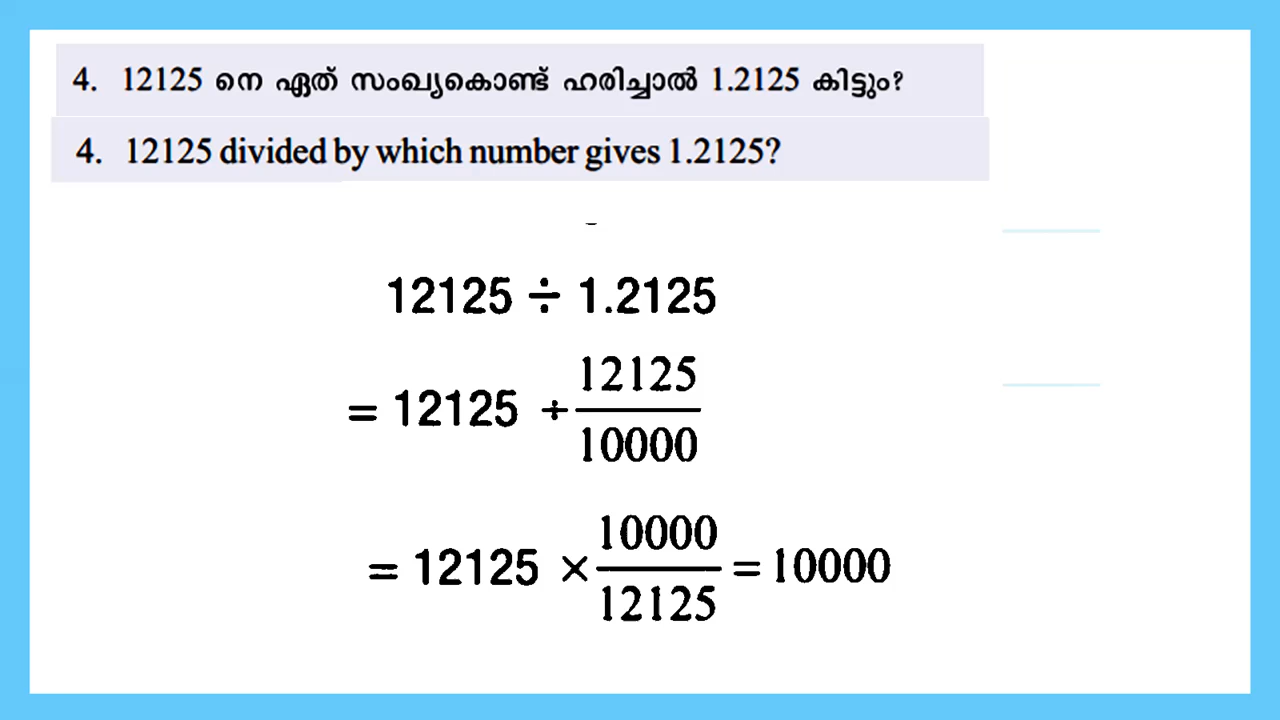 4. 12125 നെ ഏത് സംഖ്യകൊണ്ട് ഹരിച്ചാൽ 1.2125 കിട്ടും?
4. 12125 divided by which number gives 1.2125?
12125 ÷ 1.2125
= 12125 ÷ 12125/10000
= 12125 × 10000/12125 = 10000